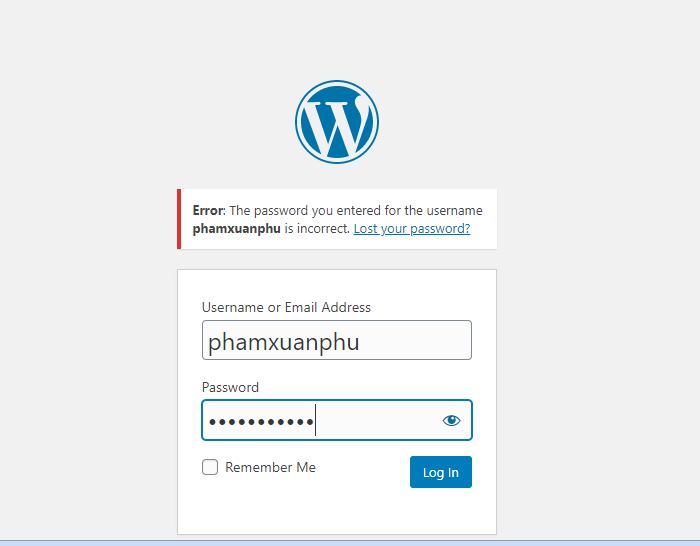 Error: The password you entered for the username
phamxuanphu is incorrect. Lost your password?
Username or Email Address
phamxuanphu
Password
•••••••••••
Remember Me
Log In